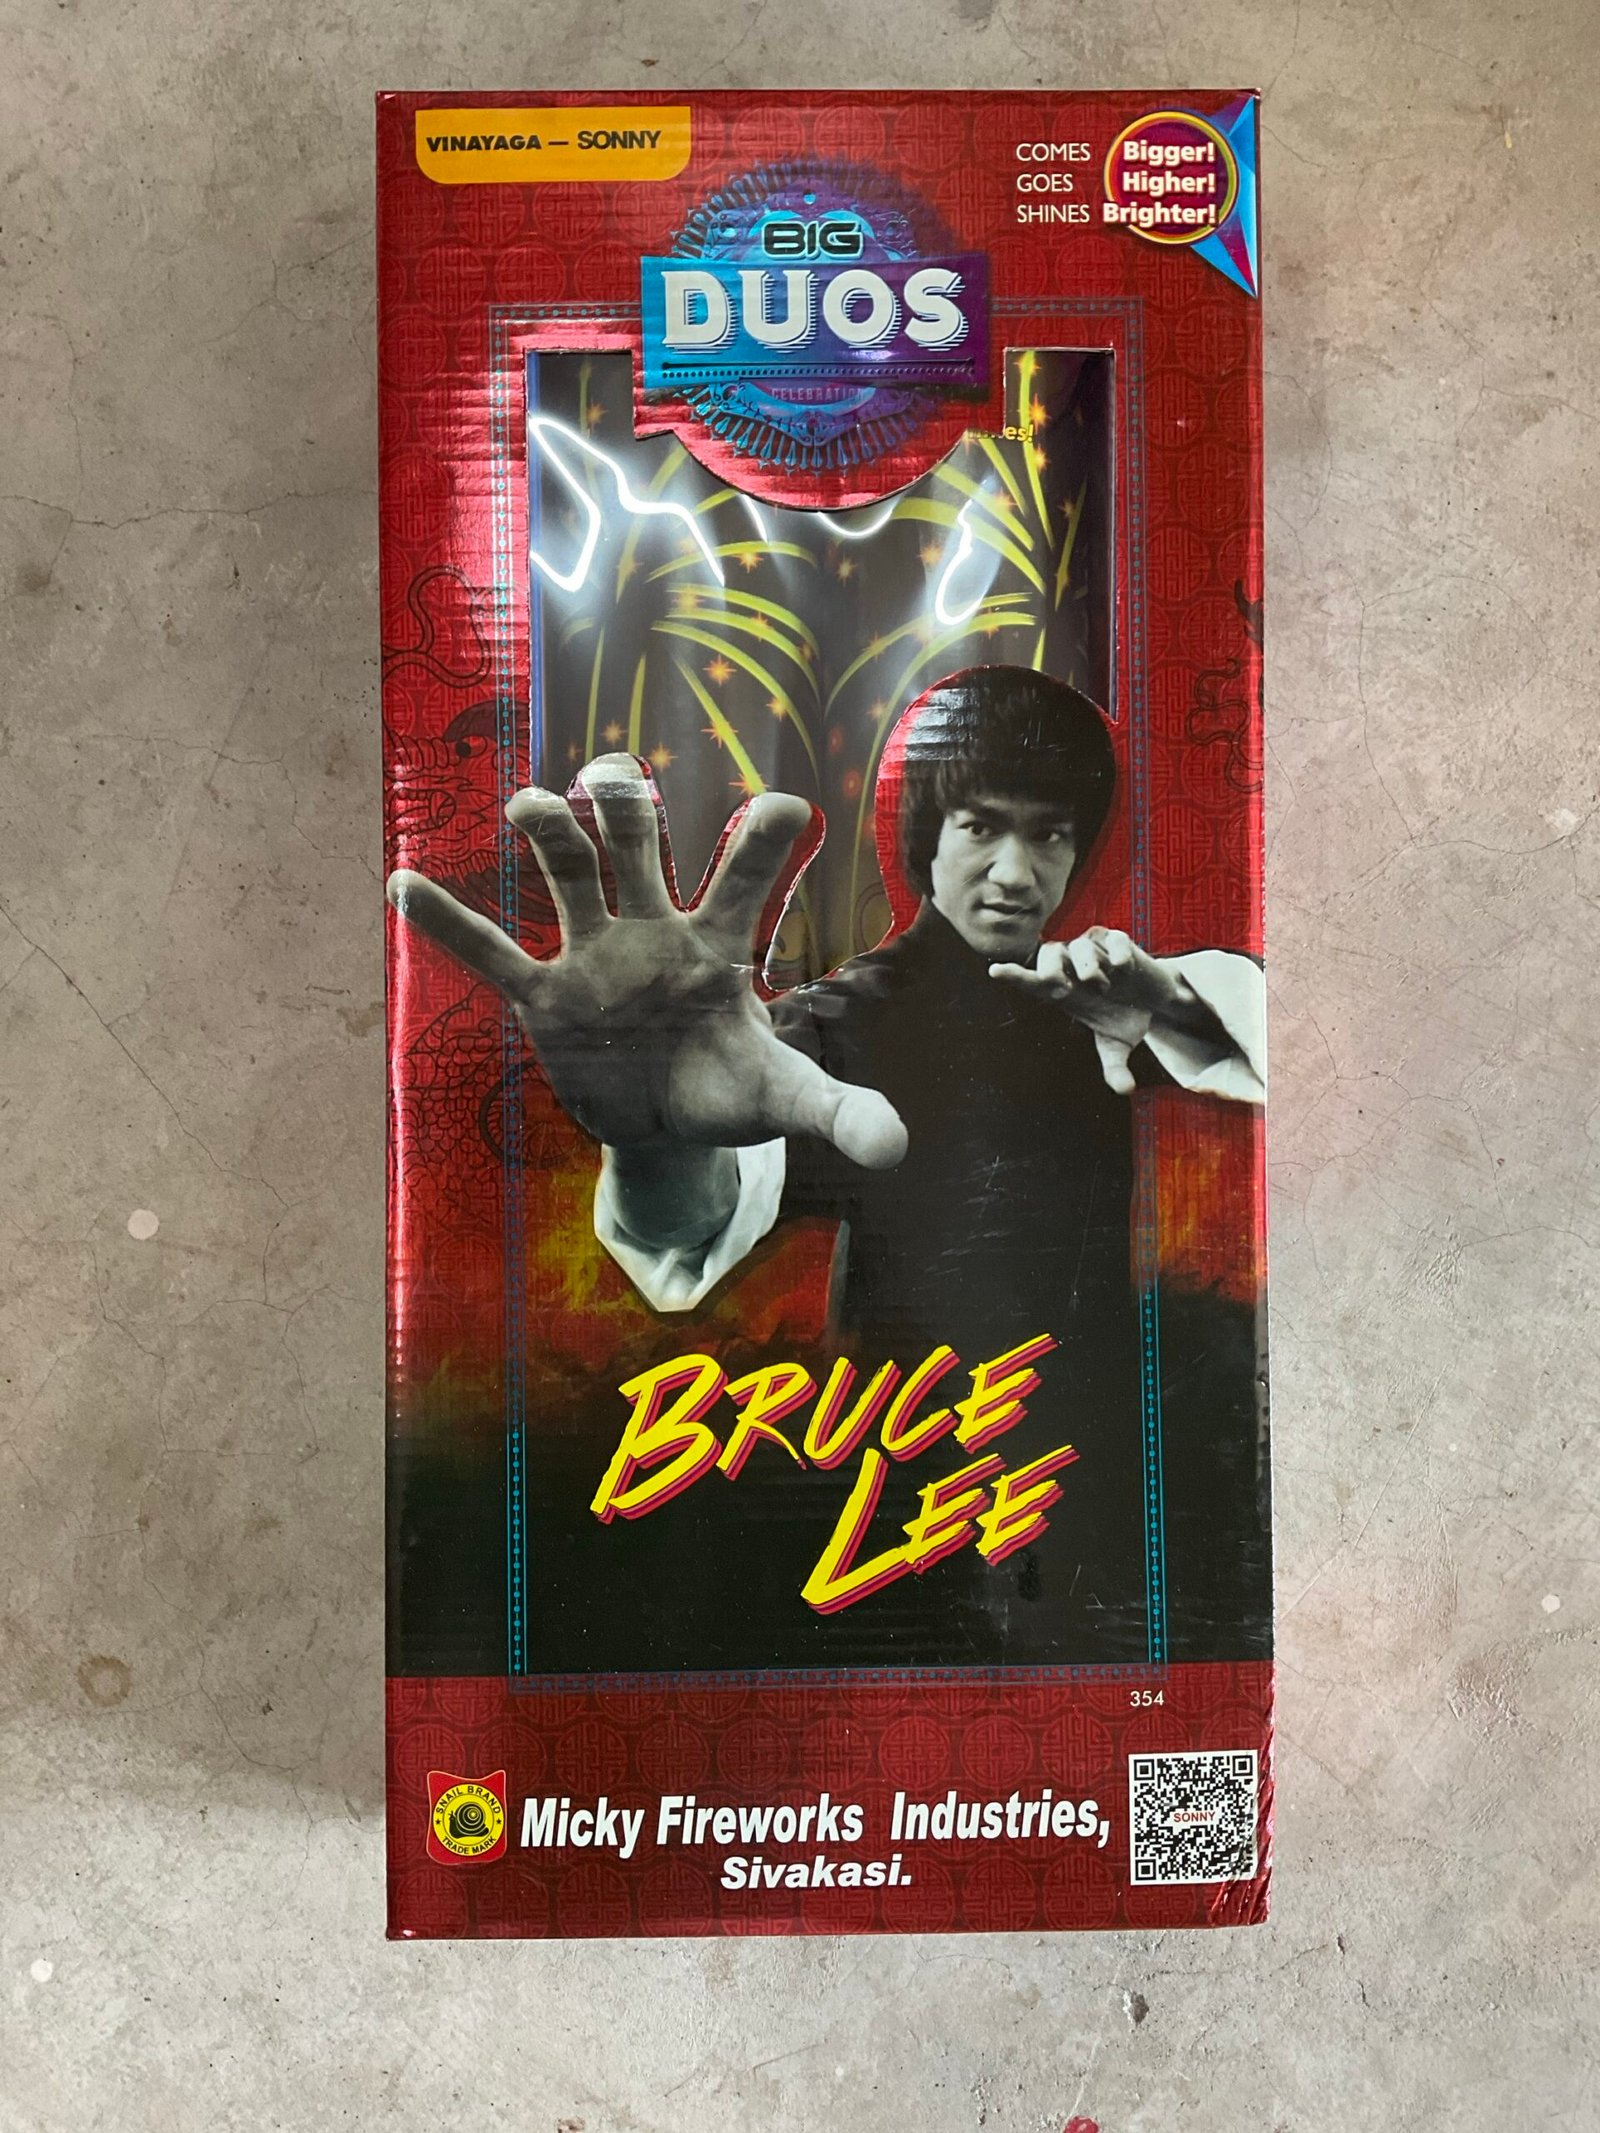 VINAYAGA — SONNY
COMES Bigger!
GOES Higher!
SHINES Brighter!
BIG
DUOS
CELEBRATION
BRUCE
LEE
354
SNAIL BRAND
TRADE MARK
Micky Fireworks Industries,
Sivakasi.
SONNY